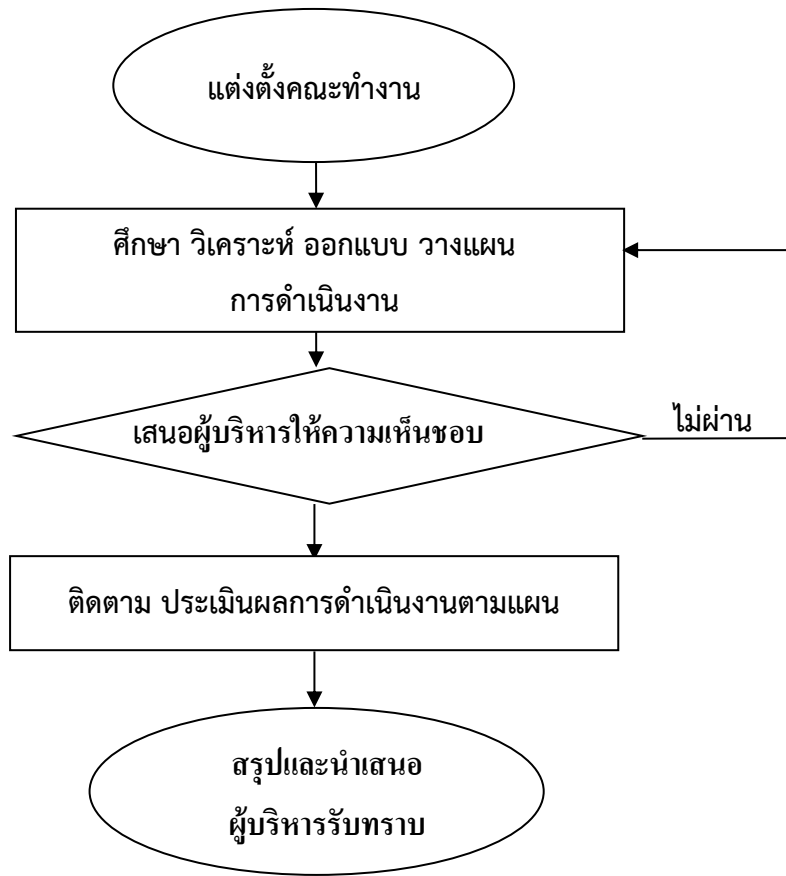 แต่งตั้งคณะทำงาน
ศึกษา วิเคราะห์ ออกแบบ วางแผน
การดำเนินงาน
เสนอผู้บริหารให้ความเห็นชอบ
ไม่ผ่าน
ติดตาม ประเมินผลการดำเนินงานตามแผน
สรุปและนำเสนอ
ผู้บริหารรับทราบ